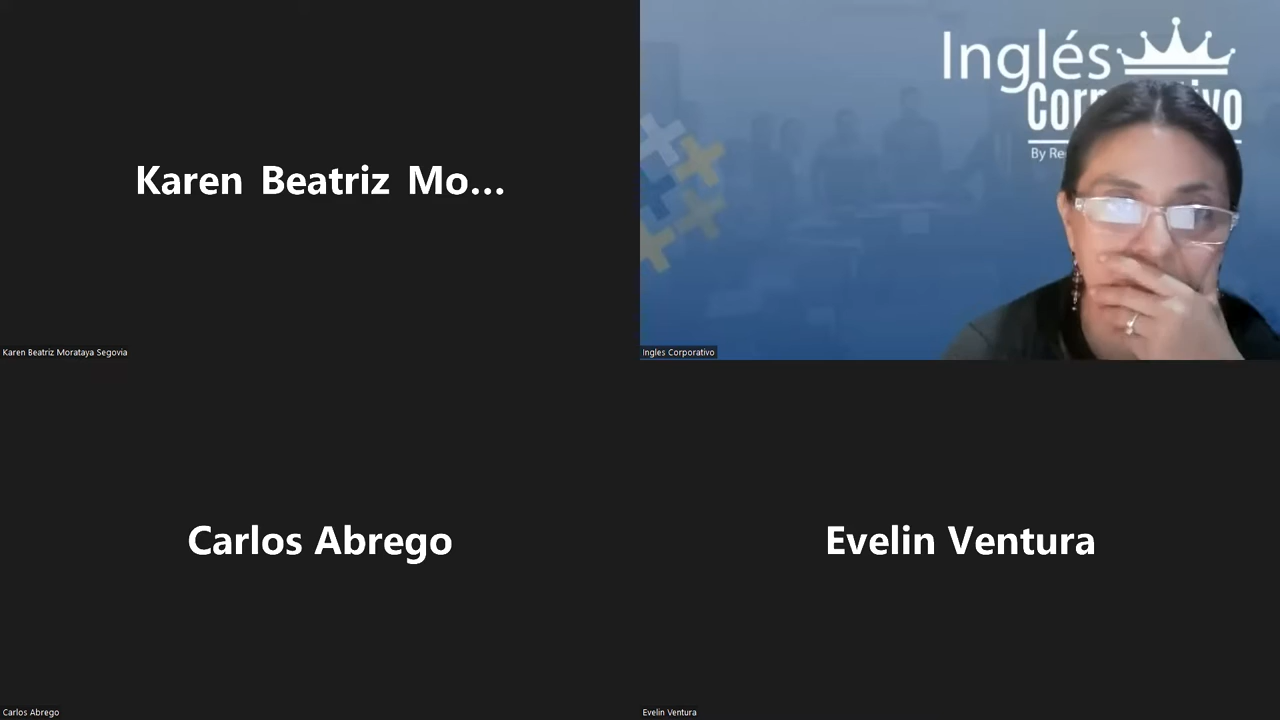 Karen Beatriz Mo...
Karen Beatriz Morataya Segovia
Inglés
By Re
Ingles Corporativo
Carlos Abrego
Carlos Abrego
Evelin Ventura
Evelin Ventura